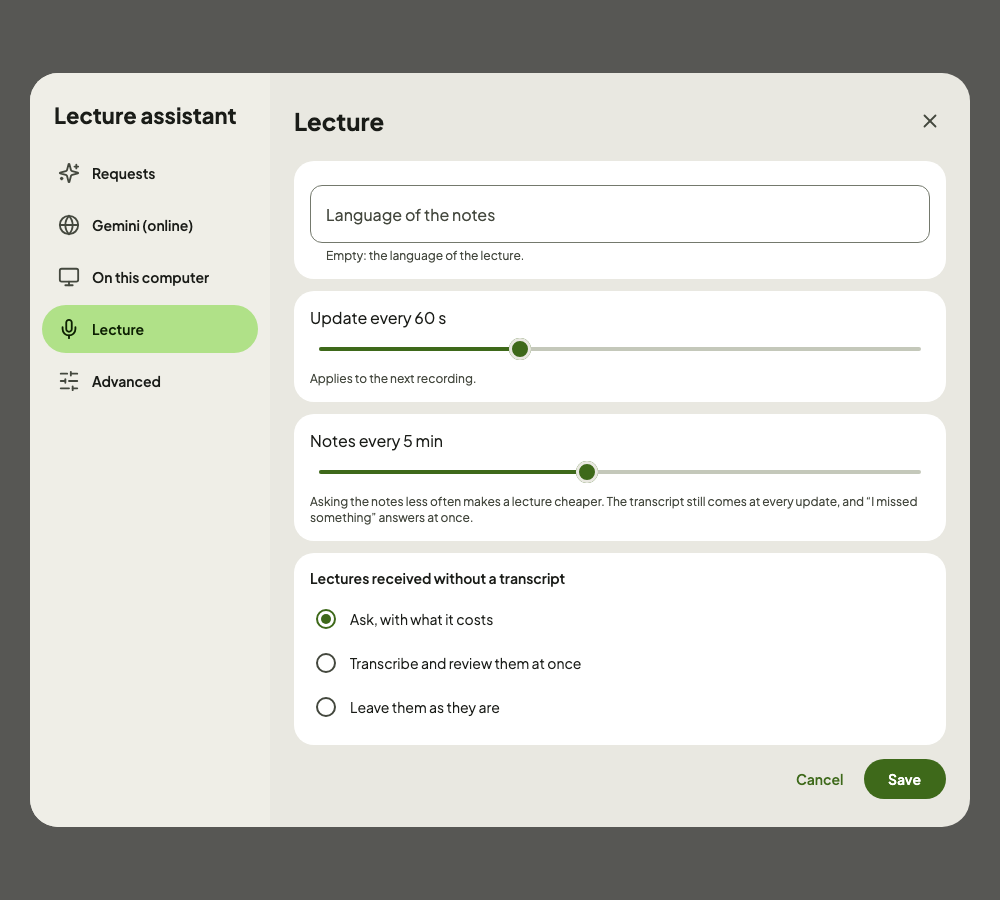 Lecture assistant
Requests
Gemini (online)
On this computer
Lecture
Advanced
Lecture
Language of the notes
Empty: the language of the lecture.
Update every 60 s
Applies to the next recording.
Notes every 5 min
Asking the notes less often makes a lecture cheaper. The transcript still comes at every update, and “I missed
something” answers at once.
Lectures received without a transcript
Ask, with what it costs
Transcribe and review them at once
Leave them as they are
Cancel
Save